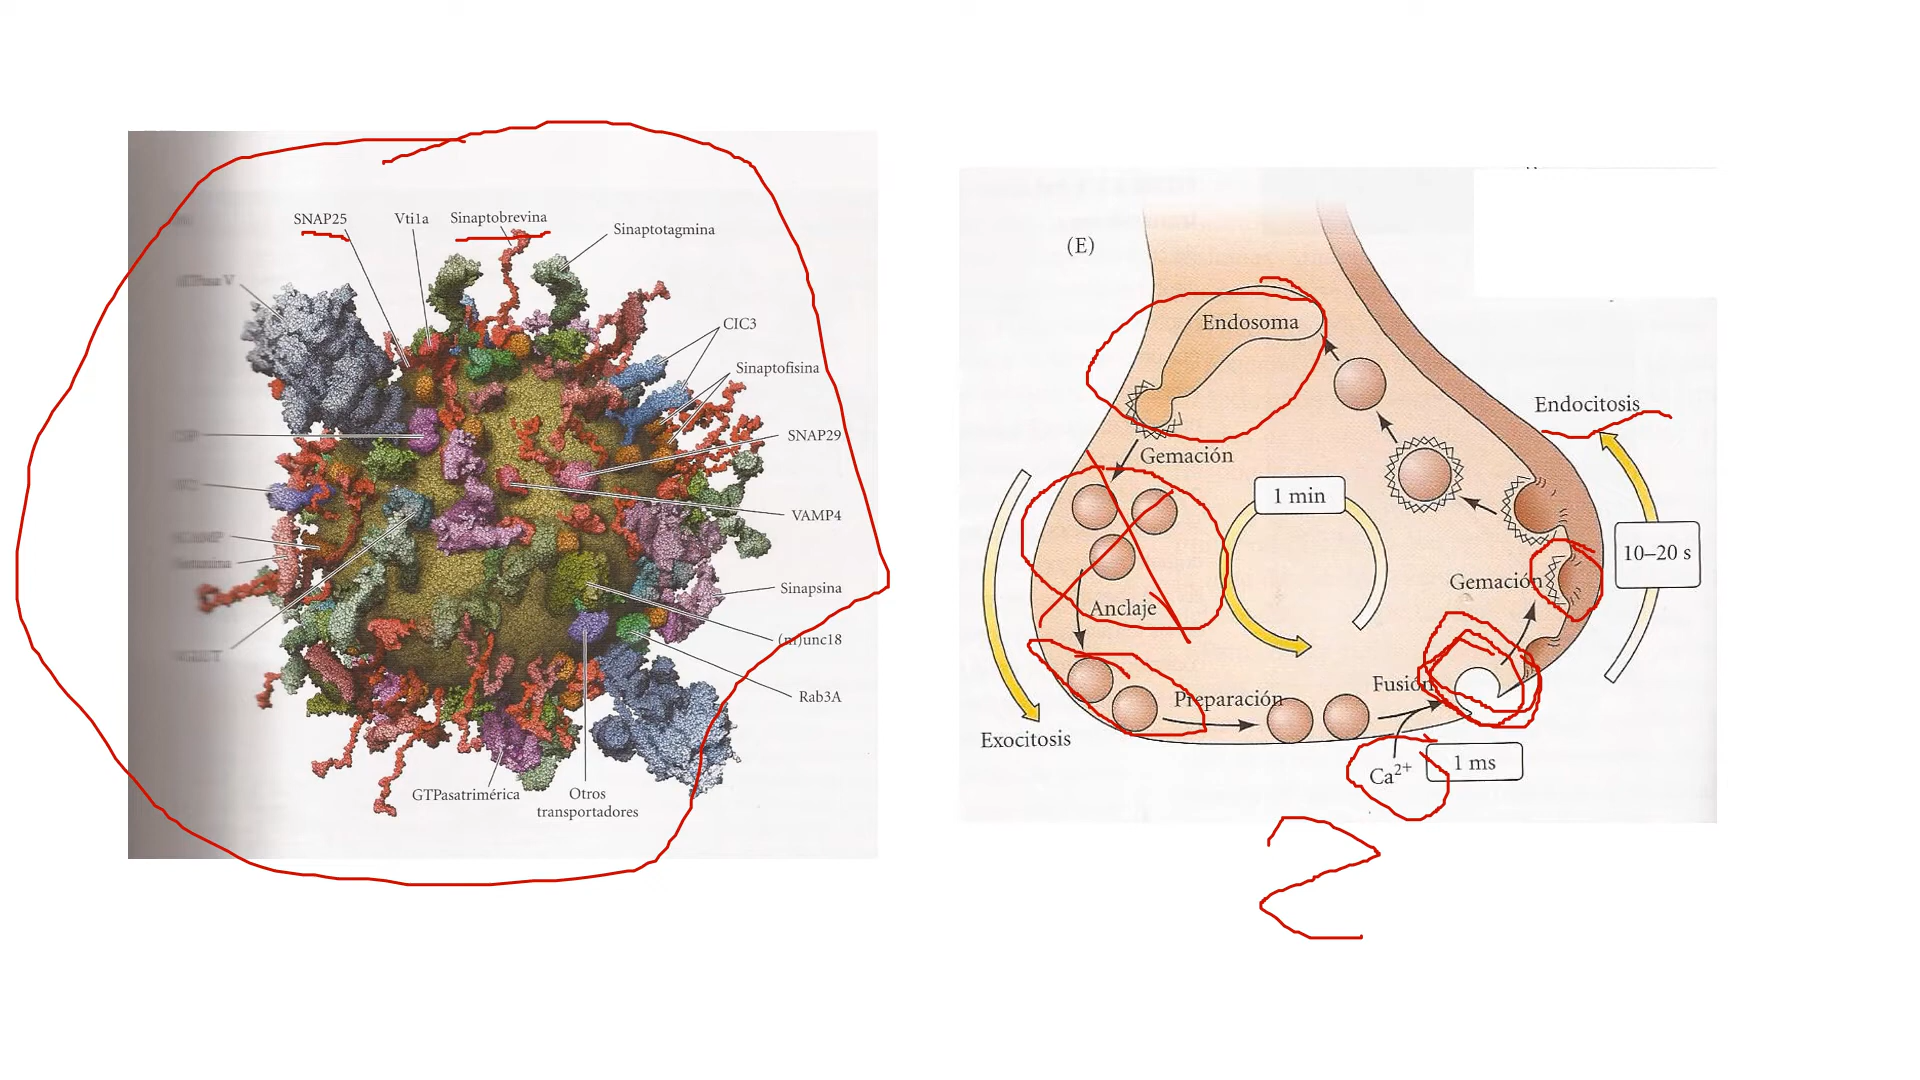 SNAP25
Vti1a
Sinaptobrevina
Sinaptotagmina
CIC3
Sinaptofisina
SNAP29
VAMP4
Sinapsina
(m)unc18
Rab3A
GTPasatrimérica
Otros
transportadores
(E)
Endosoma
Gemación
Anclaje
Preparación
Exocitosis
1 min
Fusión
Ca2+
1 ms
Gemación
Endocitosis
10–20 s